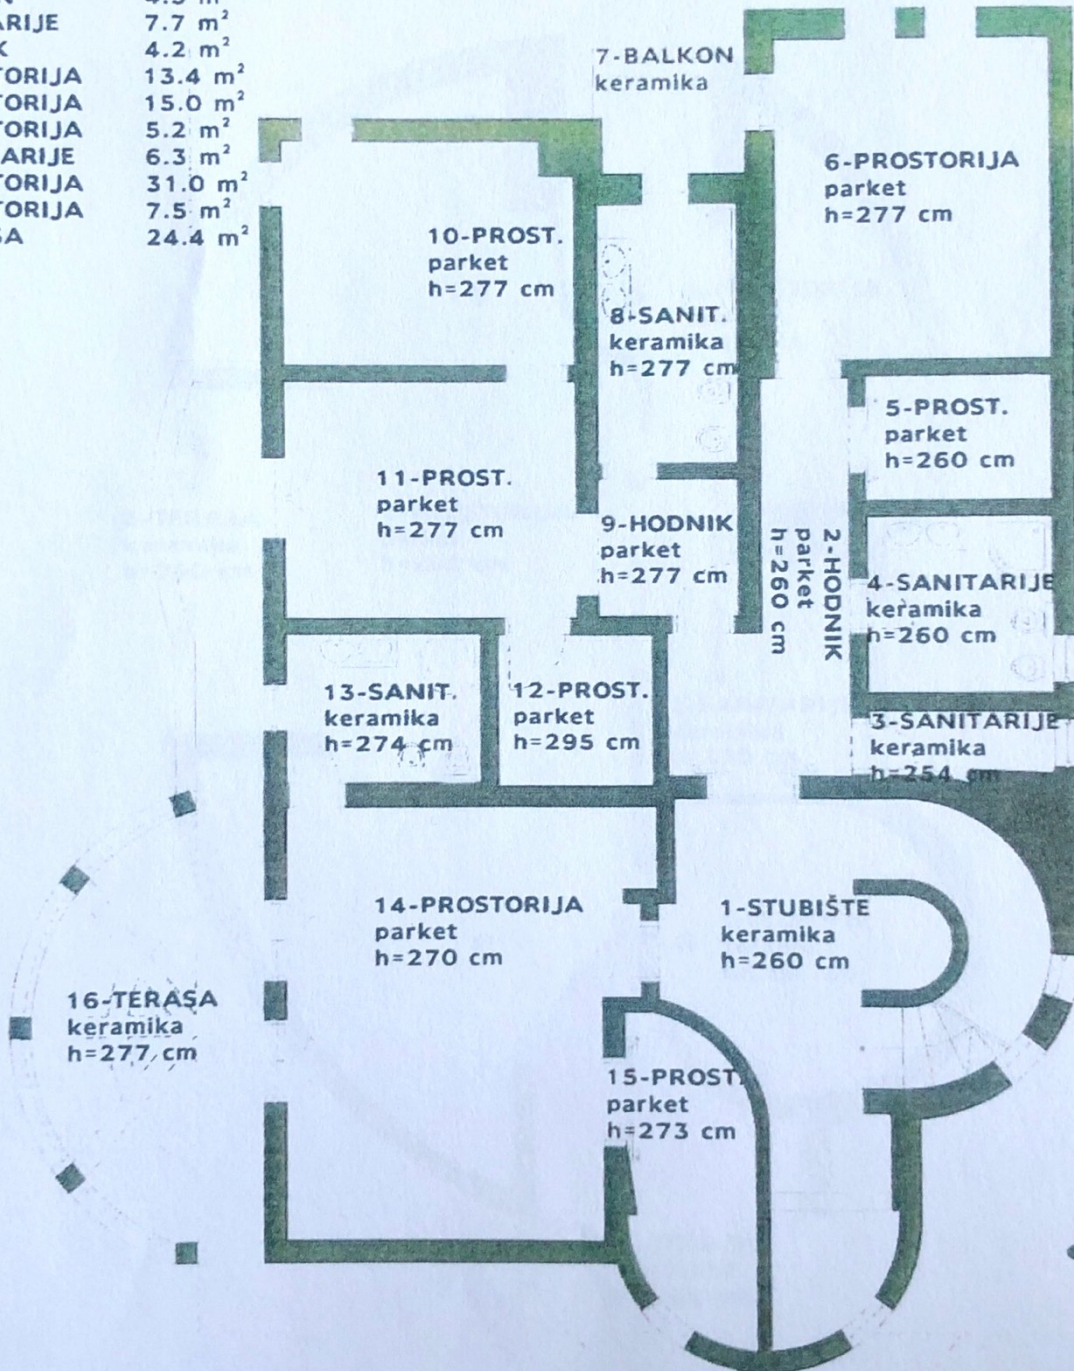 ARIJE 7.7 m²
K 4.2 m²
TORIJA 13.4 m²
TORIJA 15.0 m²
TORIJA 5.2 m²
ARIJE 6.3 m²
TORIJA 31.0 m²
TORIJA 7.5 m²
SA 24.4 m²
7-BALKON
keramika
6-PROSTORIJA
parket
h=277 cm
10-PROST.
parket
h=277 cm
8-SANIT.
keramika
h=277 cm
5-PROST.
parket
h=260 cm
11-PROST.
parket
h=277 cm
9-HODNIK
parket
h=277 cm
2-HODNIK
parket
h=260 cm
4-SANITARIJE
keramika
h=260 cm
13-SANIT.
keramika
h=274 cm
12-PROST.
parket
h=295 cm
3-SANITARIJE
keramika
h=254 cm
14-PROSTORIJA
parket
h=270 cm
1-STUBIŠTE
keramika
h=260 cm
16-TERASA
keramika
h=277 cm
15-PROST.
parket
h=273 cm